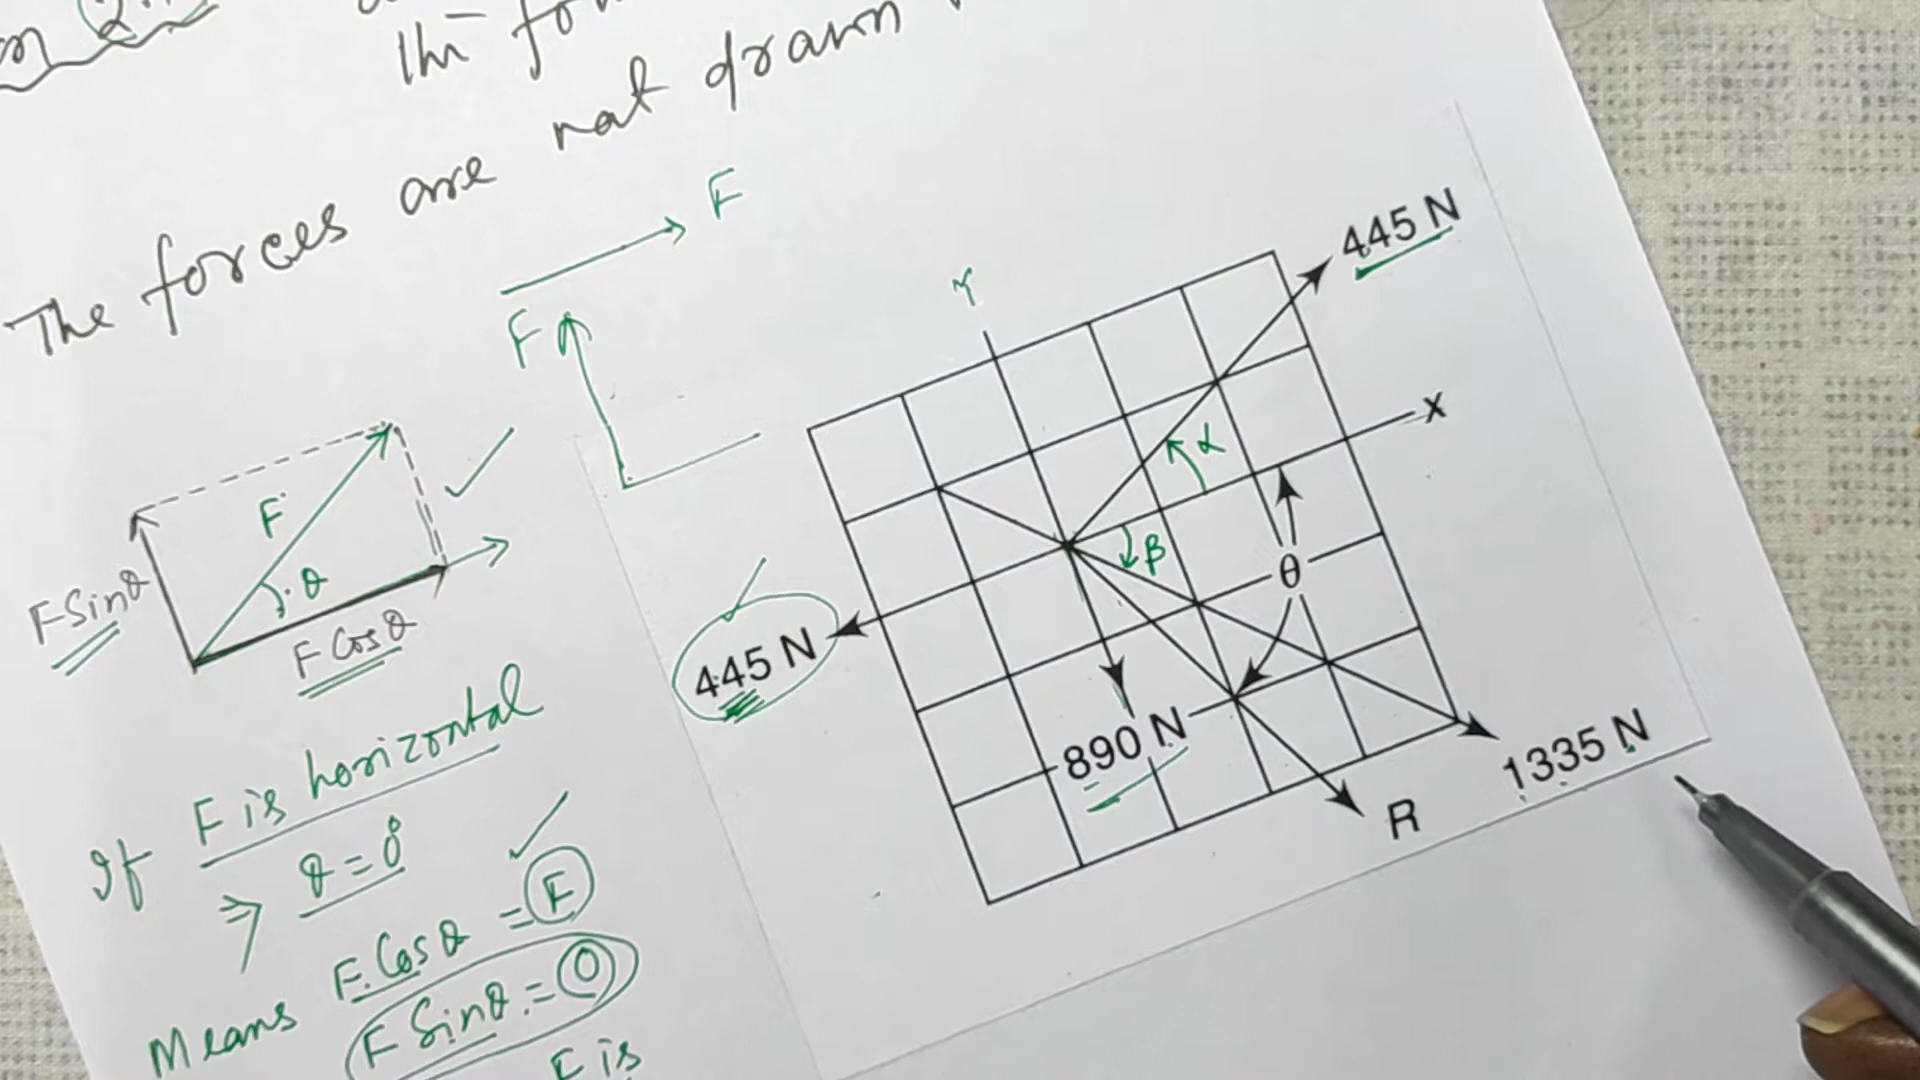 The forces are not drawn
F
F
F
θ
F Sinθ
F Cosθ
If F is horizontal
⇒ θ = 0°
Means F. Cosθ = F
F Sinθ. = 0
F is
Y
445 N
X
α
β
θ
445 N
890 N
1335 N
R